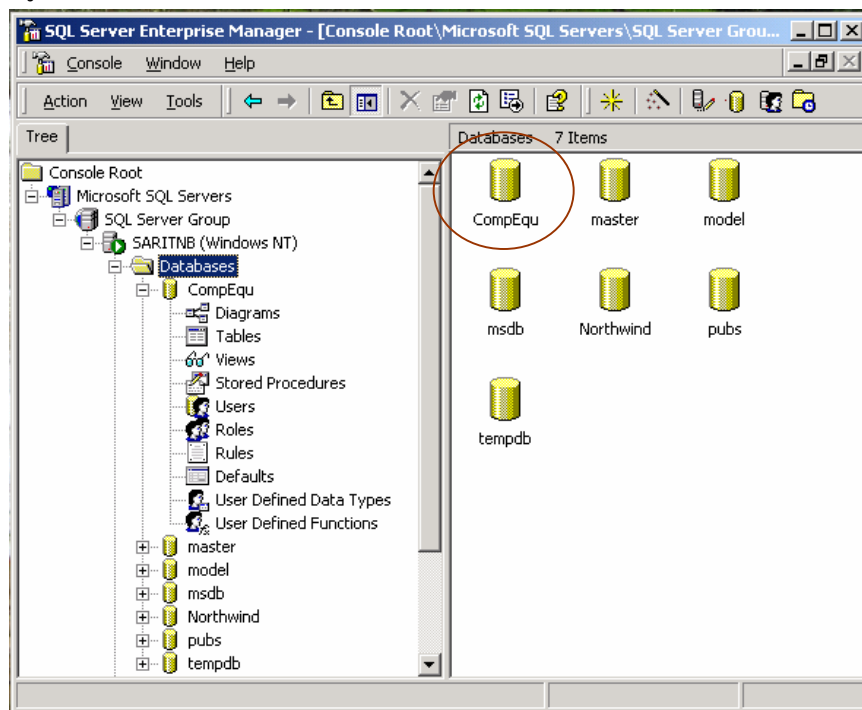 SQL Server Enterprise Manager - [Console Root\Microsoft SQL Servers\SQL Server Grou...
Console Window Help
Action View Tools
Tree
Databases 7 Items
Console Root
Microsoft SQL Servers
SQL Server Group
SARITNB (Windows NT)
Databases
CompEqu
Diagrams
Tables
Views
Stored Procedures
Users
Roles
Rules
Defaults
User Defined Data Types
User Defined Functions
master
model
msdb
Northwind
pubs
tempdb
CompEqu master model
msdb Northwind pubs
tempdb